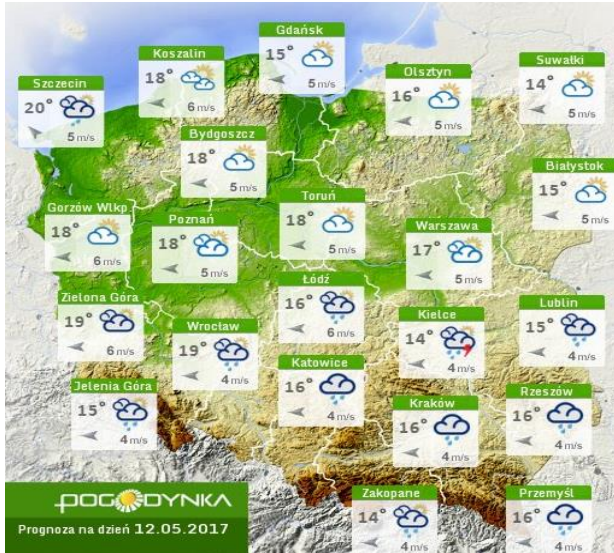 Gdańsk
15°
5 m/s
Koszalin
18°
6 m/s
Suwałki
14°
5 m/s
Olsztyn
16°
5 m/s
Szczecin
20°
5 m/s
Bydgoszcz
18°
5 m/s
Białystok
15°
5 m/s
Toruń
18°
5 m/s
Gorzów Wlkp
18°
6 m/s
Poznań
18°
5 m/s
Warszawa
17°
5 m/s
Łódź
16°
6 m/s
Zielona Góra
19°
6 m/s
Lublin
15°
4 m/s
Kielce
14°
4 m/s
Wrocław
19°
4 m/s
Katowice
16°
4 m/s
Jelenia Góra
15°
4 m/s
Rzeszów
16°
4 m/s
Kraków
16°
4 m/s
Zakopane
14°
4 m/s
Przemyśl
16°
4 m/s
POGODYNKA
Prognoza na dzień 12.05.2017